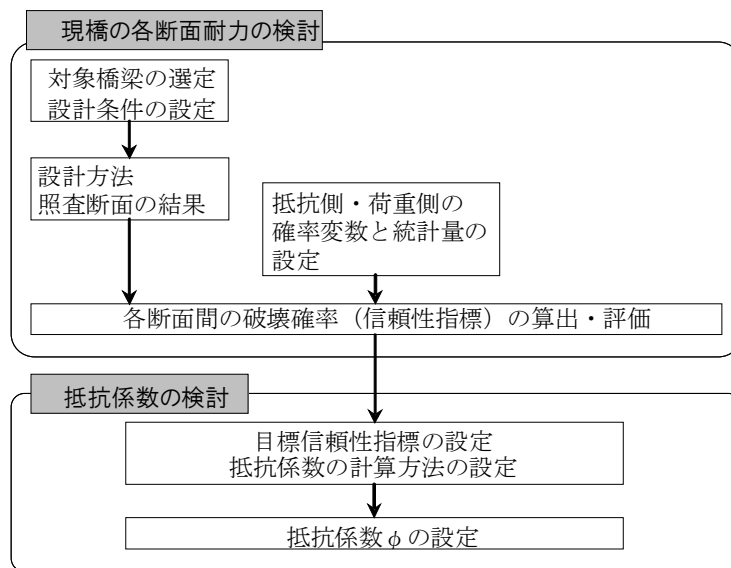 現橋の各断面耐力の検討
対象橋梁の選定
設計条件の設定
設計方法
照査断面の結果
抵抗側・荷重側の
確率変数と統計量の
設定
各断面間の破壊確率（信頼性指標）の算出・評価
抵抗係数の検討
目標信頼性指標の設定
抵抗係数の計算方法の設定
抵抗係数φの設定